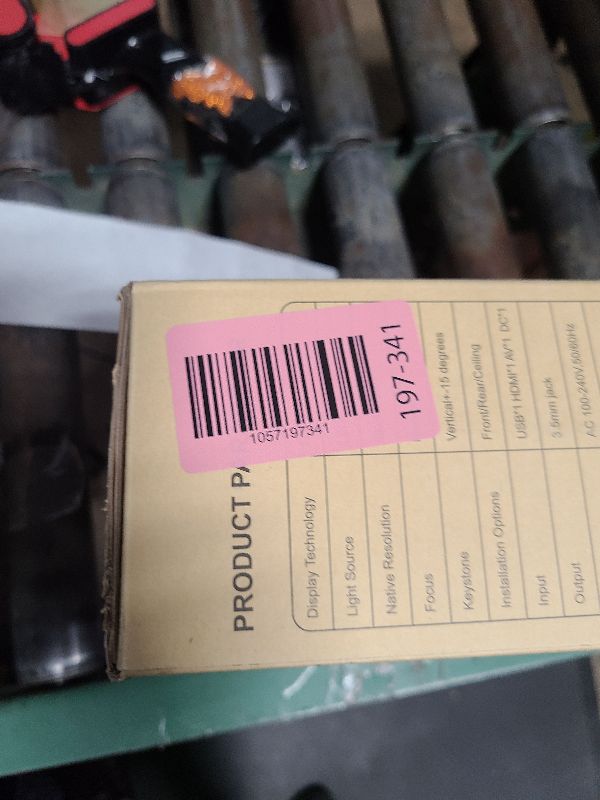 1057197341
197-341
PRODUCT PA
Display Technology
Light Source
Native Resolution
Focus
Keystone Vertical+-15 degrees
Installation Options Front/Rear/Ceiling
Input USB*1 HDMI*1 AV*1 DC*1
Output 3.5mm jack
AC 100-240V,50/60Hz